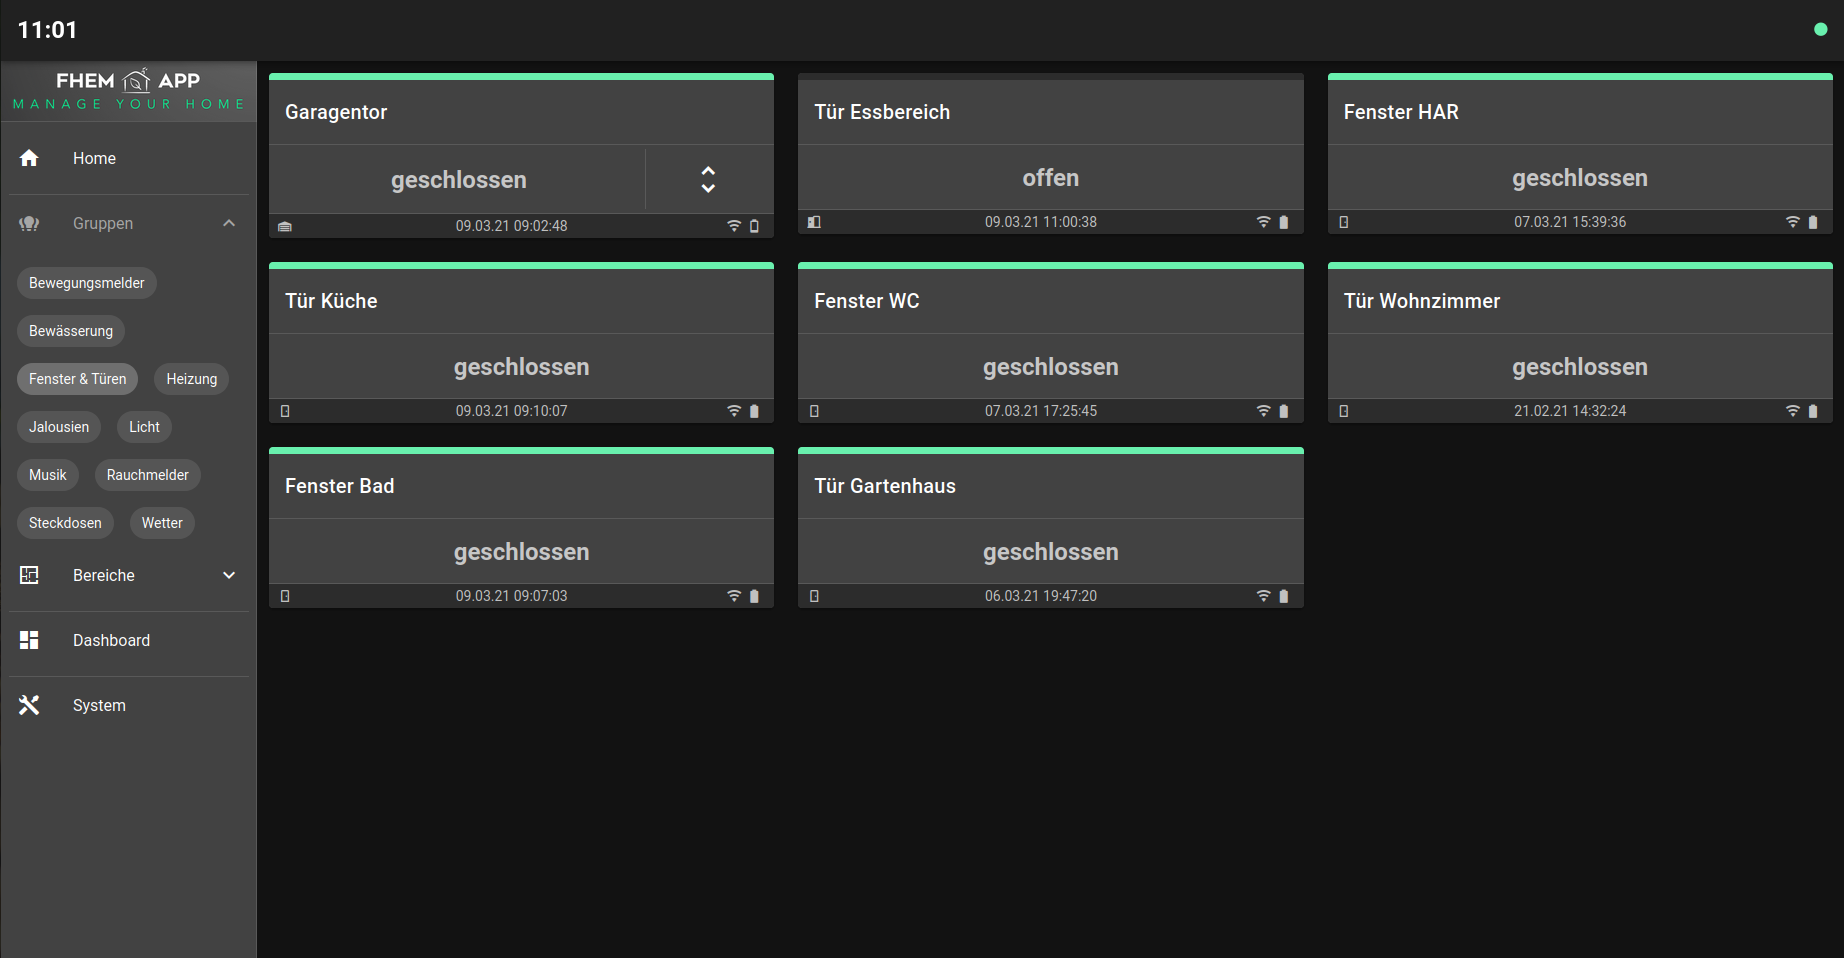 11:01
FHEM APP
MANAGE YOUR HOME
Home
Gruppen
Bewegungsmelder
Bewässerung
Fenster & Türen
Heizung
Jalousien
Licht
Musik
Rauchmelder
Steckdosen
Wetter
Bereiche
Dashboard
System
Garagentor
geschlossen
09.03.21 09:02:48
Tür Essbereich
offen
09.03.21 11:00:38
Fenster HAR
geschlossen
07.03.21 15:39:36
Tür Küche
geschlossen
09.03.21 09:10:07
Fenster WC
geschlossen
07.03.21 17:25:45
Tür Wohnzimmer
geschlossen
21.02.21 14:32:24
Fenster Bad
geschlossen
09.03.21 09:07:03
Tür Gartenhaus
geschlossen
06.03.21 19:47:20